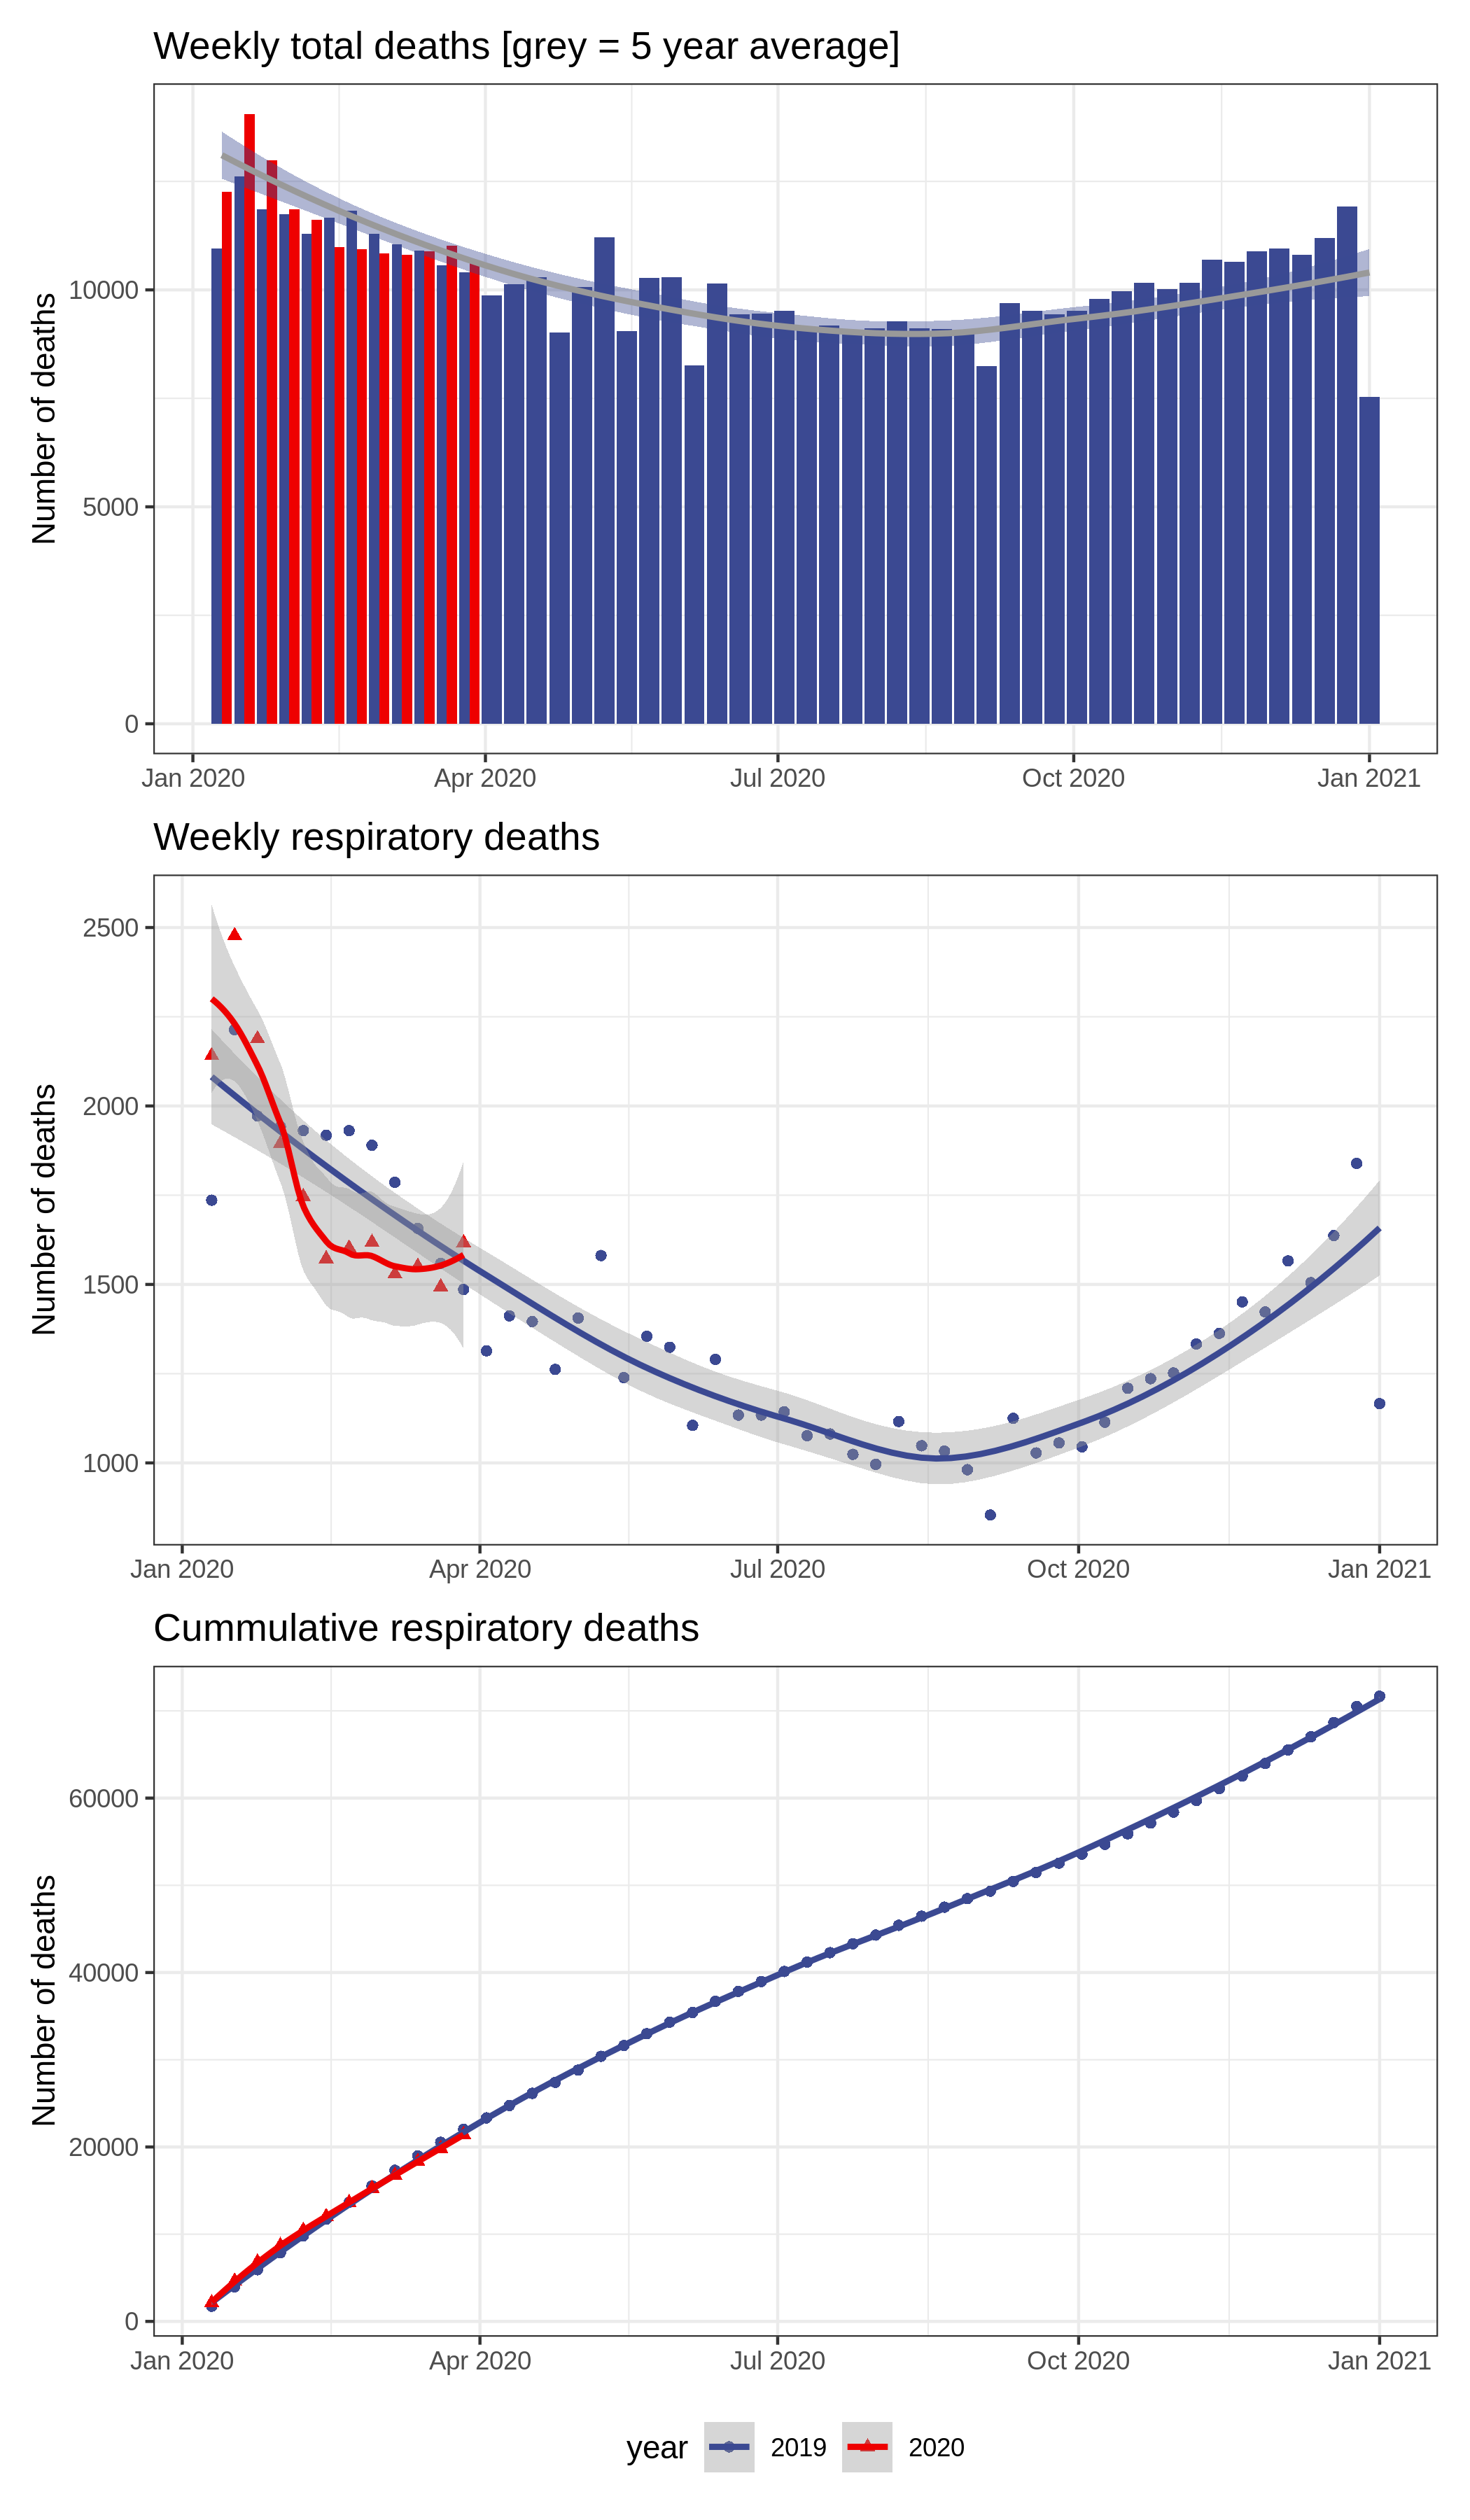 Weekly total deaths [grey = 5 year average]
Number of deaths
10000
5000
0
Jan 2020 Apr 2020 Jul 2020 Oct 2020 Jan 2021
Weekly respiratory deaths
Number of deaths
2500
2000
1500
1000
Jan 2020 Apr 2020 Jul 2020 Oct 2020 Jan 2021
Cummulative respiratory deaths
Number of deaths
60000
40000
20000
0
Jan 2020 Apr 2020 Jul 2020 Oct 2020 Jan 2021
year 2019 2020